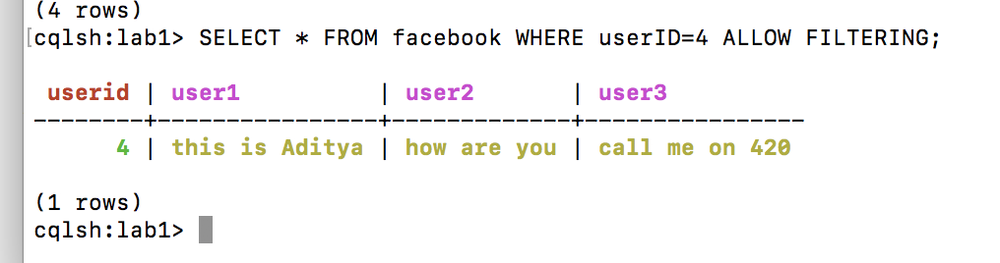 (4 rows)
[cqlsh:lab1> SELECT * FROM facebook WHERE userID=4 ALLOW FILTERING;
 userid | user1           | user2       | user3
--------+-----------------+-------------+----------------
      4 | this is Aditya | how are you | call me on 420
(1 rows)
cqlsh:lab1>